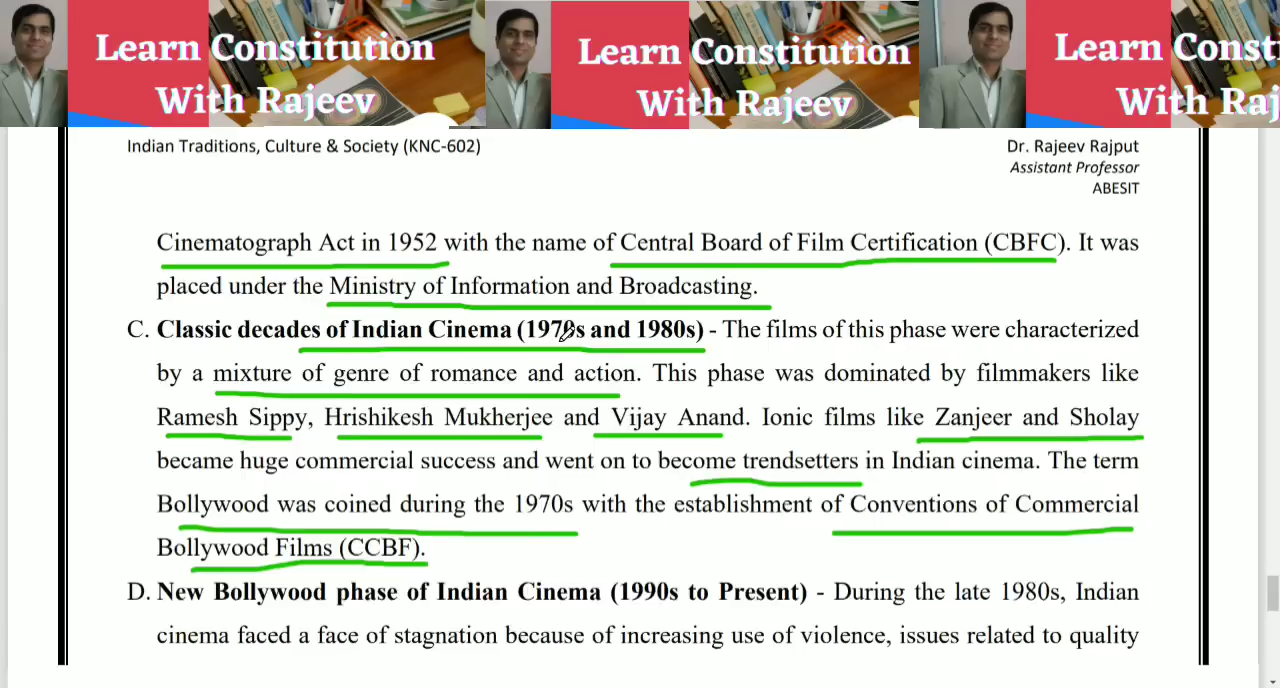 Learn Constitution
With Rajeev
Learn Constitution
With Rajeev
Learn Consti
With Raj
Indian Traditions, Culture & Society (KNC-602)
Dr. Rajeev Rajput
Assistant Professor
ABESIT
Cinematograph Act in 1952 with the name of Central Board of Film Certification (CBFC). It was
placed under the Ministry of Information and Broadcasting.
C. Classic decades of Indian Cinema (1970s and 1980s) - The films of this phase were characterized
by a mixture of genre of romance and action. This phase was dominated by filmmakers like
Ramesh Sippy, Hrishikesh Mukherjee and Vijay Anand. Ionic films like Zanjeer and Sholay
became huge commercial success and went on to become trendsetters in Indian cinema. The term
Bollywood was coined during the 1970s with the establishment of Conventions of Commercial
Bollywood Films (CCBF).
D. New Bollywood phase of Indian Cinema (1990s to Present) - During the late 1980s, Indian
cinema faced a face of stagnation because of increasing use of violence, issues related to quality